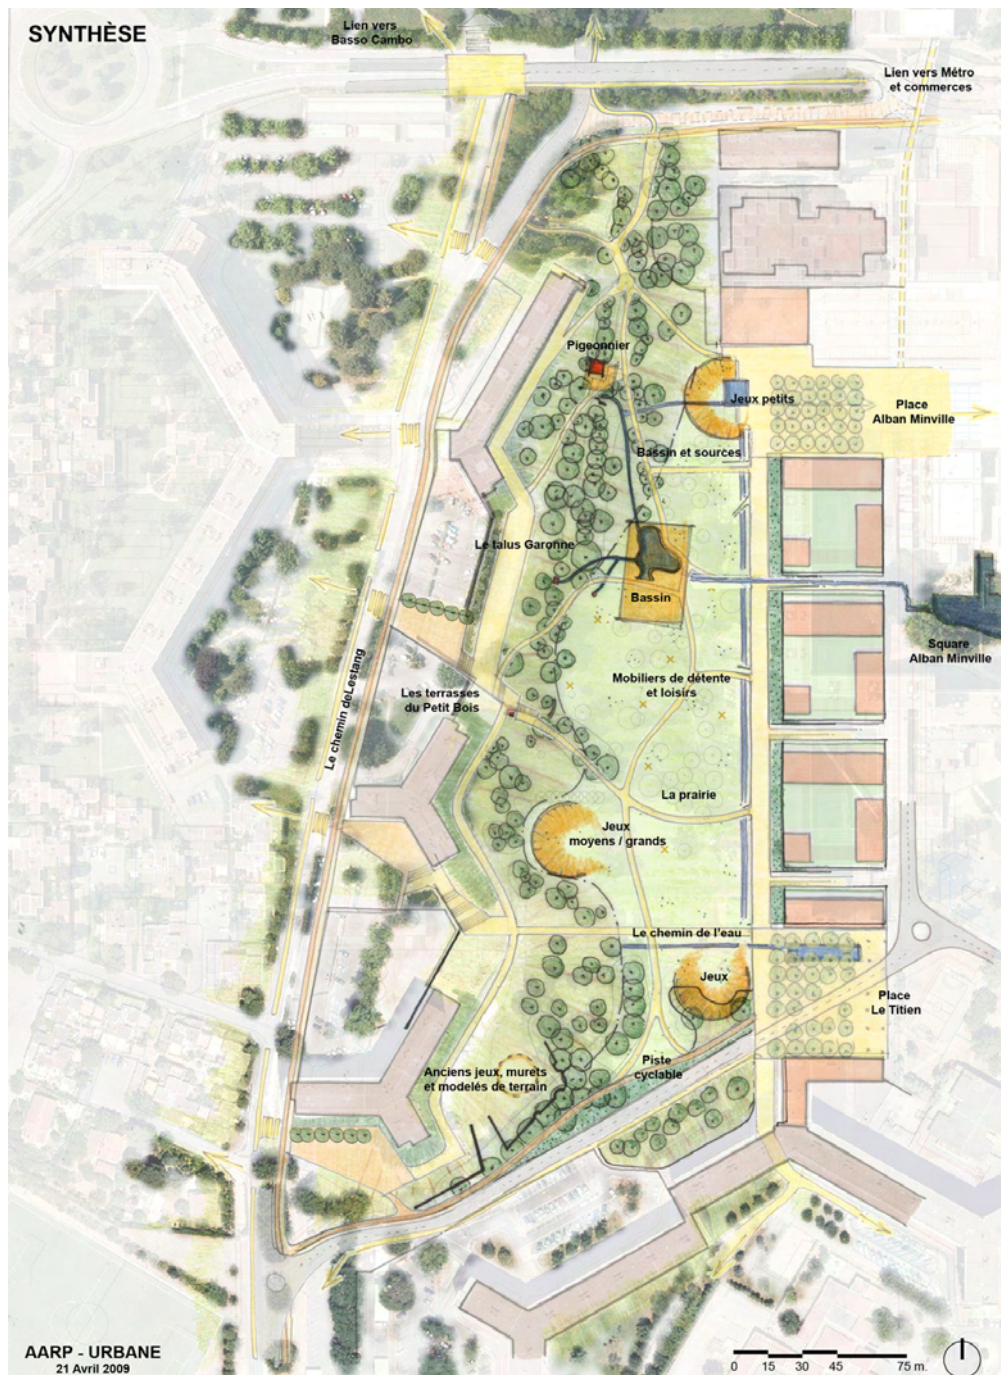 SYNTHÈSE
Lien vers
Basso Cambo
Lien vers Métro
et commerces
Pigeonnier
Jeux petits
Place
Alban Minville
Bassin et sources
Le talus Garonne
Bassin
Square
Alban Minville
Mobiliers de détente
et loisirs
Les terrasses
du Petit Bois
Le chemin deLestang
La prairie
Jeux
moyens / grands
Le chemin de l'eau
Jeux
Place
Le Titien
Piste
cyclable
Anciens jeux, murets
et modelés de terrain
AARP - URBANE
21 Avril 2009
0 15 30 45 75 m.